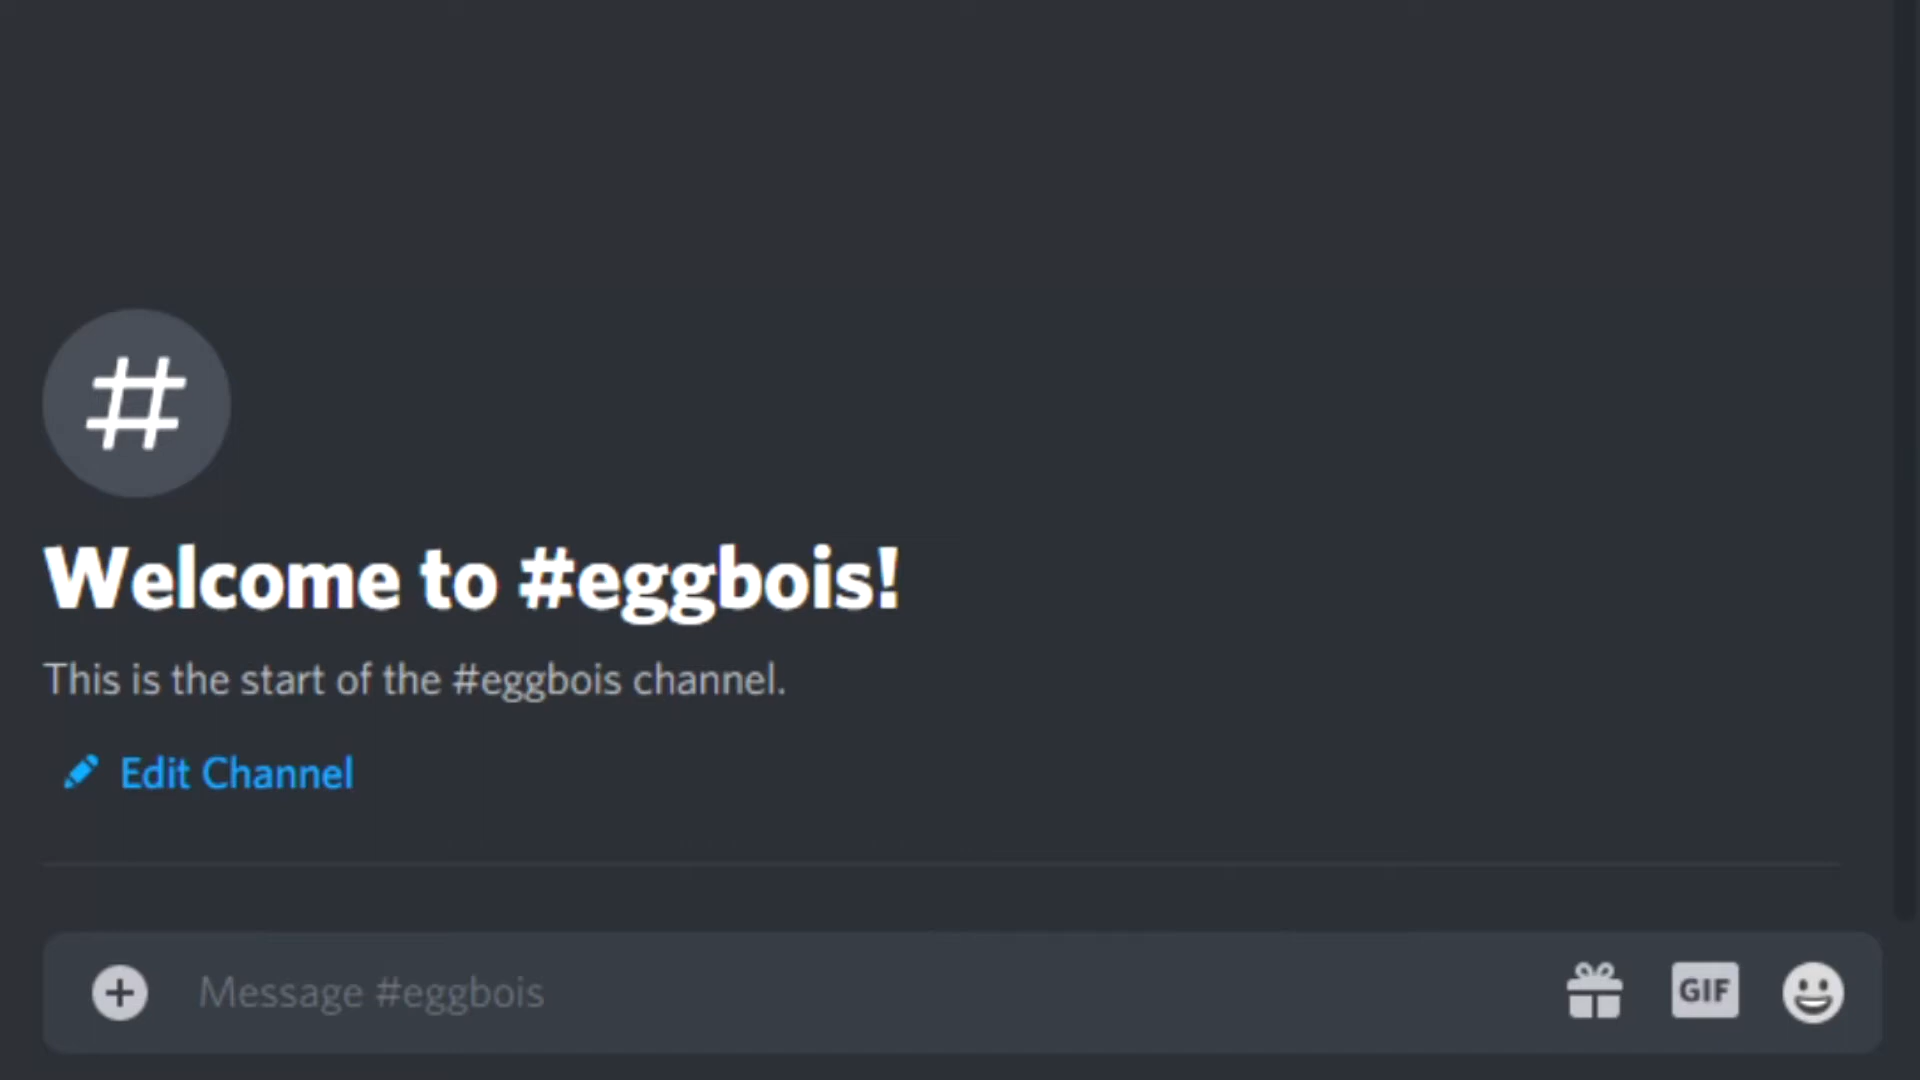 #
Welcome to #eggbois!
This is the start of the #eggbois channel.
Edit Channel
Message #eggbois
GIF